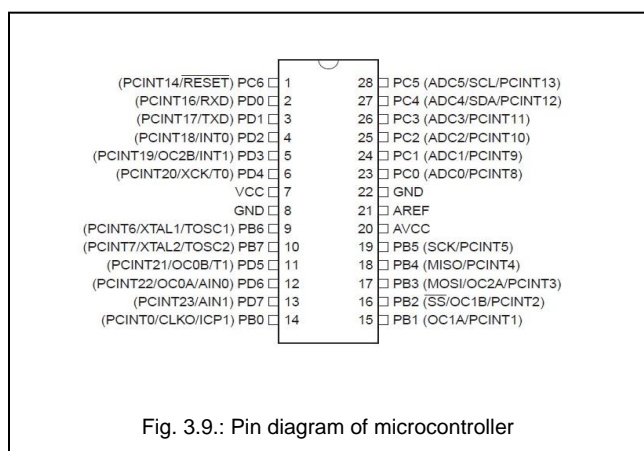 (PCINT14/RESET) PC6 1
(PCINT16/RXD) PD0 2
(PCINT17/TXD) PD1 3
(PCINT18/INT0) PD2 4
(PCINT19/OC2B/INT1) PD3 5
(PCINT20/XCK/T0) PD4 6
VCC 7
GND 8
(PCINT6/XTAL1/TOSC1) PB6 9
(PCINT7/XTAL2/TOSC2) PB7 10
(PCINT21/OC0B/T1) PD5 11
(PCINT22/OC0A/AIN0) PD6 12
(PCINT23/AIN1) PD7 13
(PCINT0/CLKO/ICP1) PB0 14
28 PC5 (ADC5/SCL/PCINT13)
27 PC4 (ADC4/SDA/PCINT12)
26 PC3 (ADC3/PCINT11)
25 PC2 (ADC2/PCINT10)
24 PC1 (ADC1/PCINT9)
23 PC0 (ADC0/PCINT8)
22 GND
21 AREF
20 AVCC
19 PB5 (SCK/PCINT5)
18 PB4 (MISO/PCINT4)
17 PB3 (MOSI/OC2A/PCINT3)
16 PB2 (SS/OC1B/PCINT2)
15 PB1 (OC1A/PCINT1)
Fig. 3.9.: Pin diagram of microcontroller